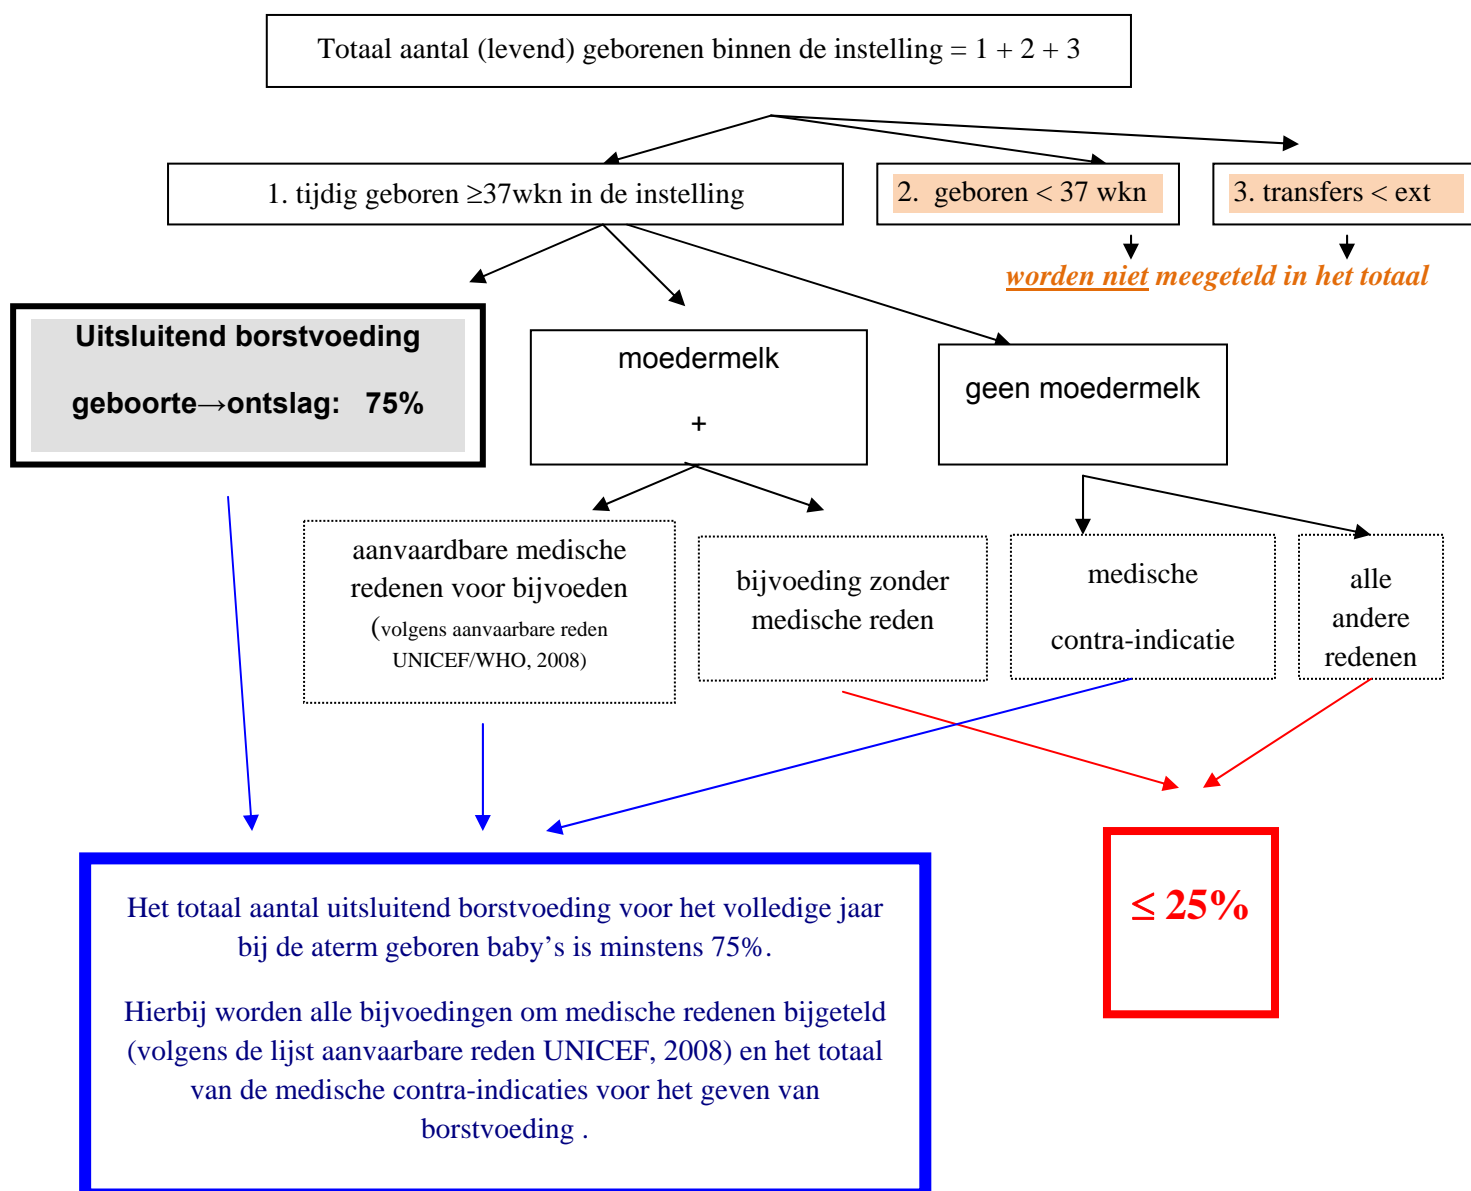 Totaal aantal (levend) geborenen binnen de instelling = 1 + 2 + 3
1. tijdig geboren ≥37wkn in de instelling
2. geboren < 37 wkn
3. transfers < ext
worden niet meegeteld in het totaal
Uitsluitend borstvoeding
geboorte→ontslag: 75%
moedermelk
+
geen moedermelk
aanvaardbare medische
redenen voor bijvoeden
(volgens aanvaarbare reden
UNICEF/WHO, 2008)
bijvoeding zonder
medische reden
medische
contra-indicatie
alle
andere
redenen
Het totaal aantal uitsluitend borstvoeding voor het volledige jaar
bij de aterm geboren baby’s is minstens 75%.
Hierbij worden alle bijvoedingen om medische redenen bijgeteld
(volgens de lijst aanvaarbare reden UNICEF, 2008) en het totaal
van de medische contra-indicaties voor het geven van
borstvoeding .
≤ 25%